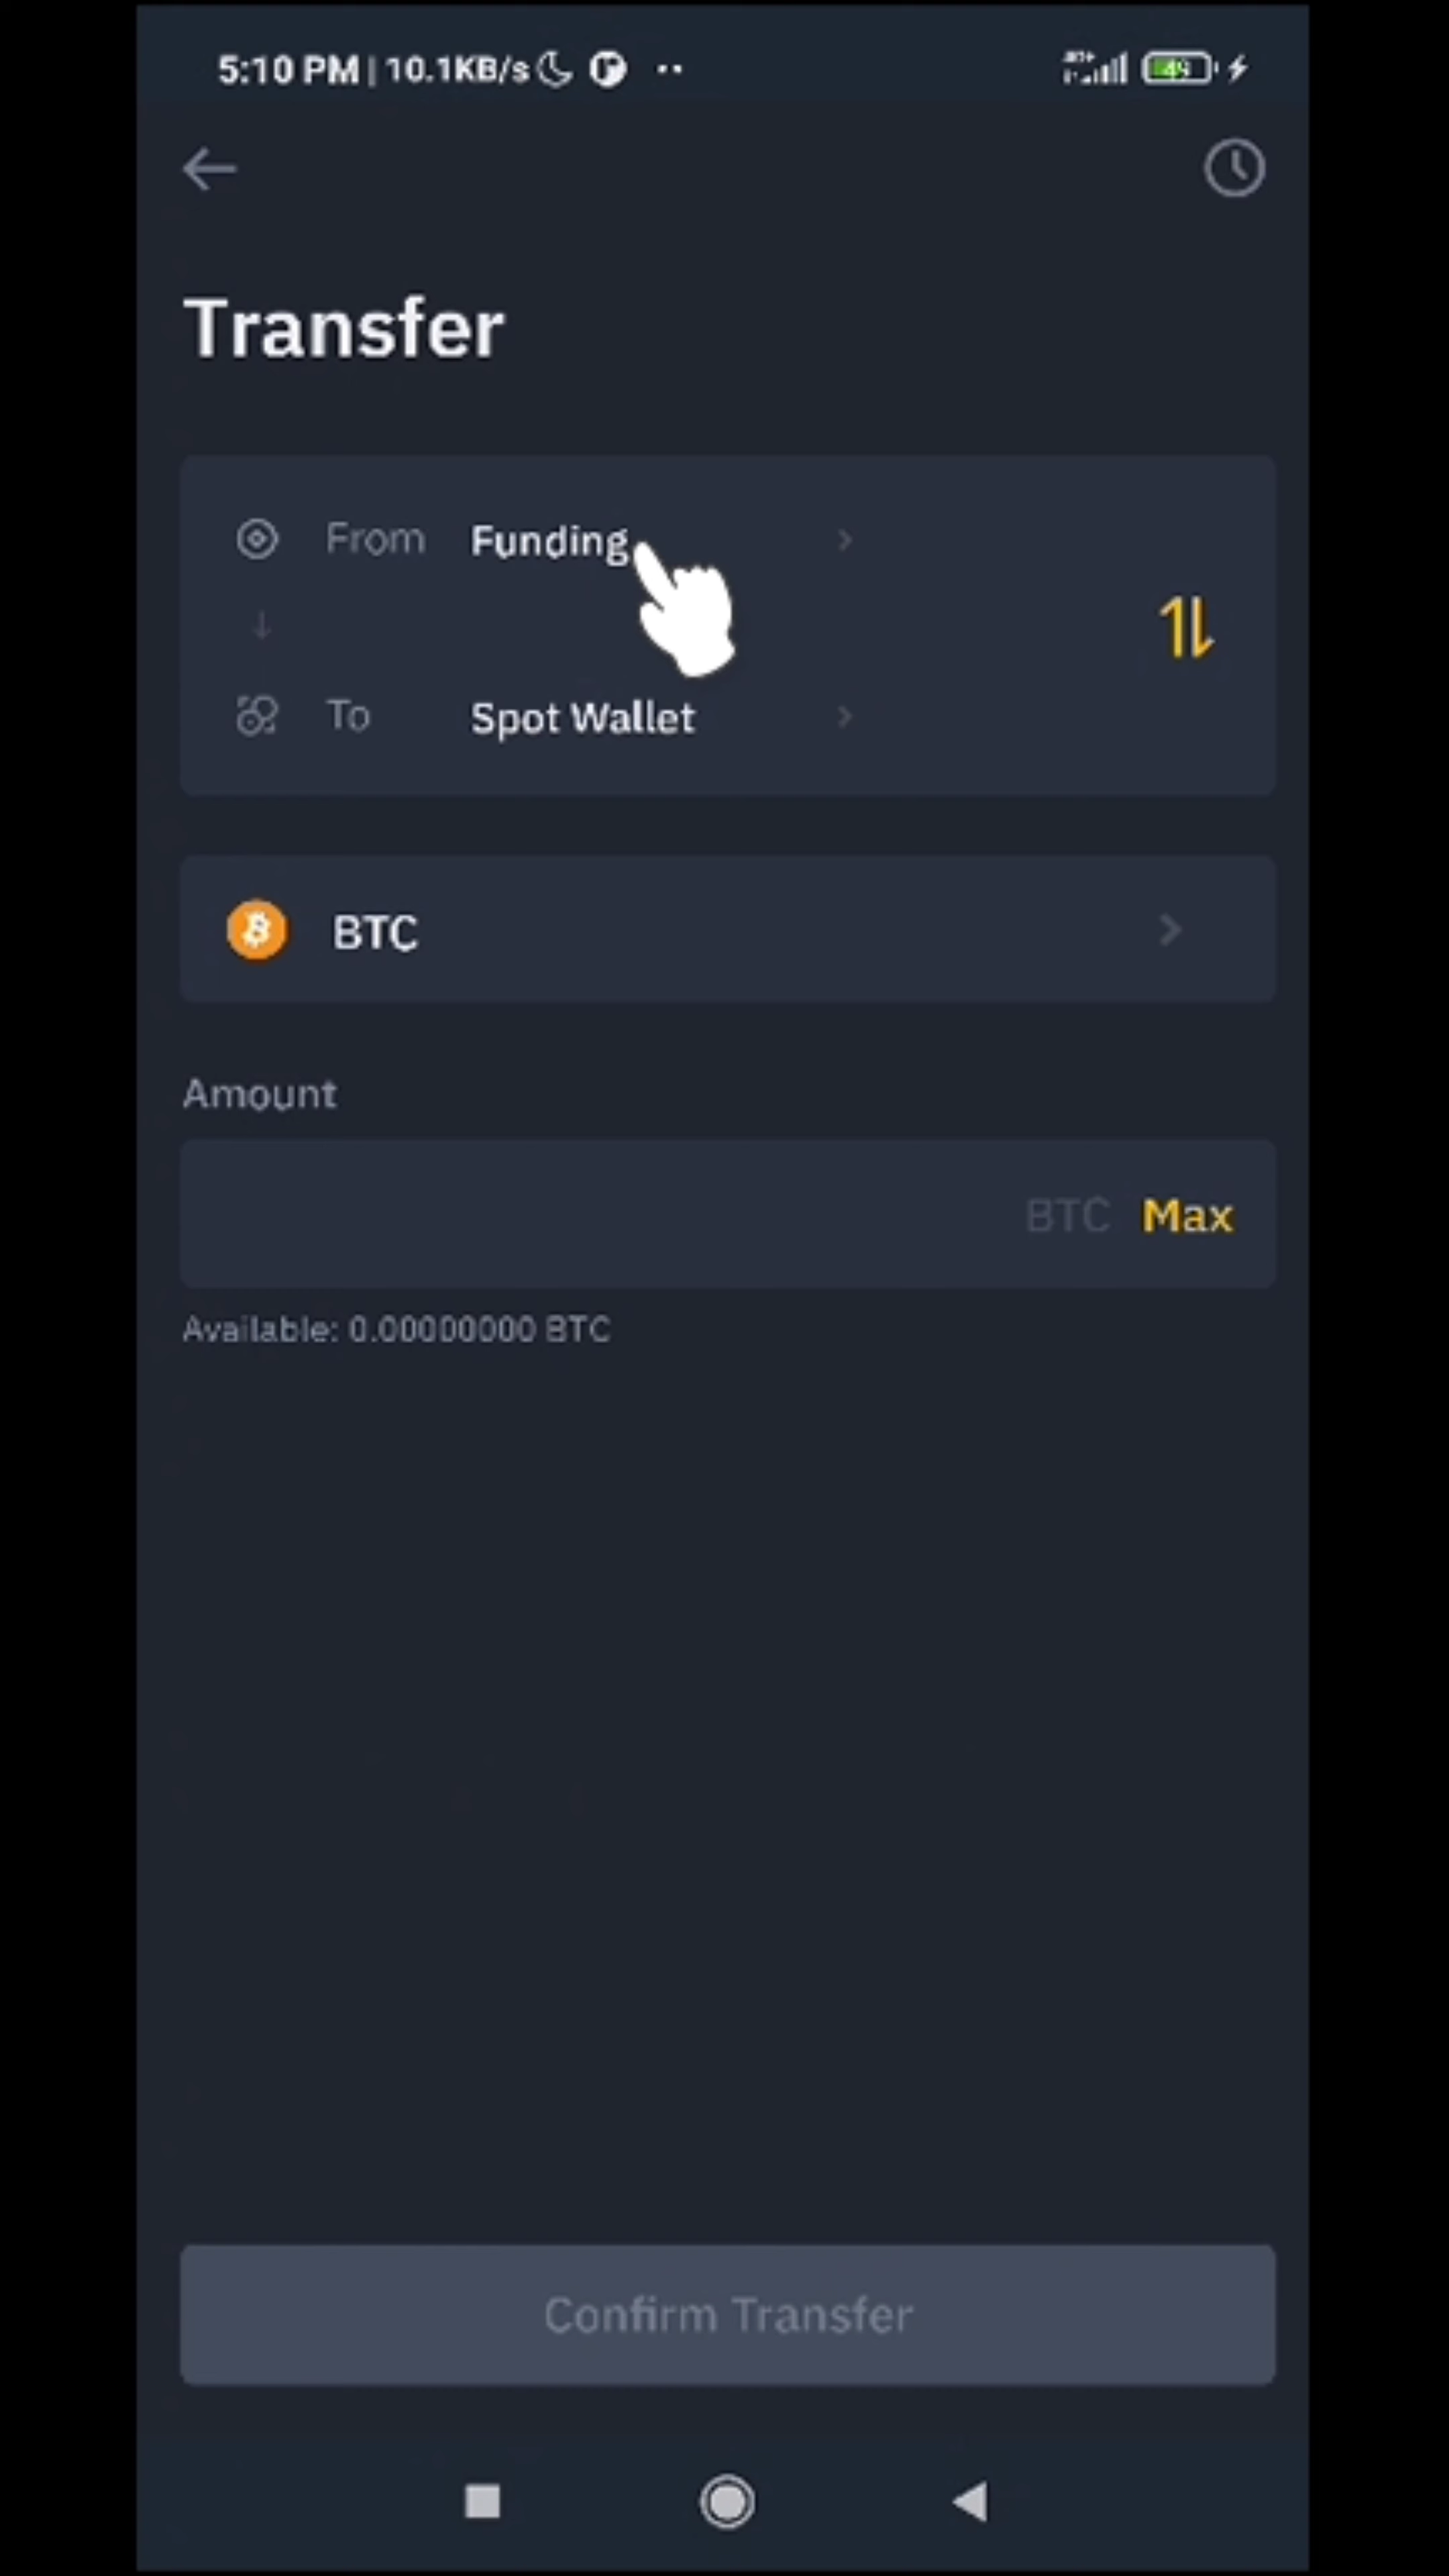 5:10 PM | 10.1KB/s
49
Transfer
From Funding
To Spot Wallet
BTC
Amount
BTC Max
Available: 0.00000000 BTC
Confirm Transfer